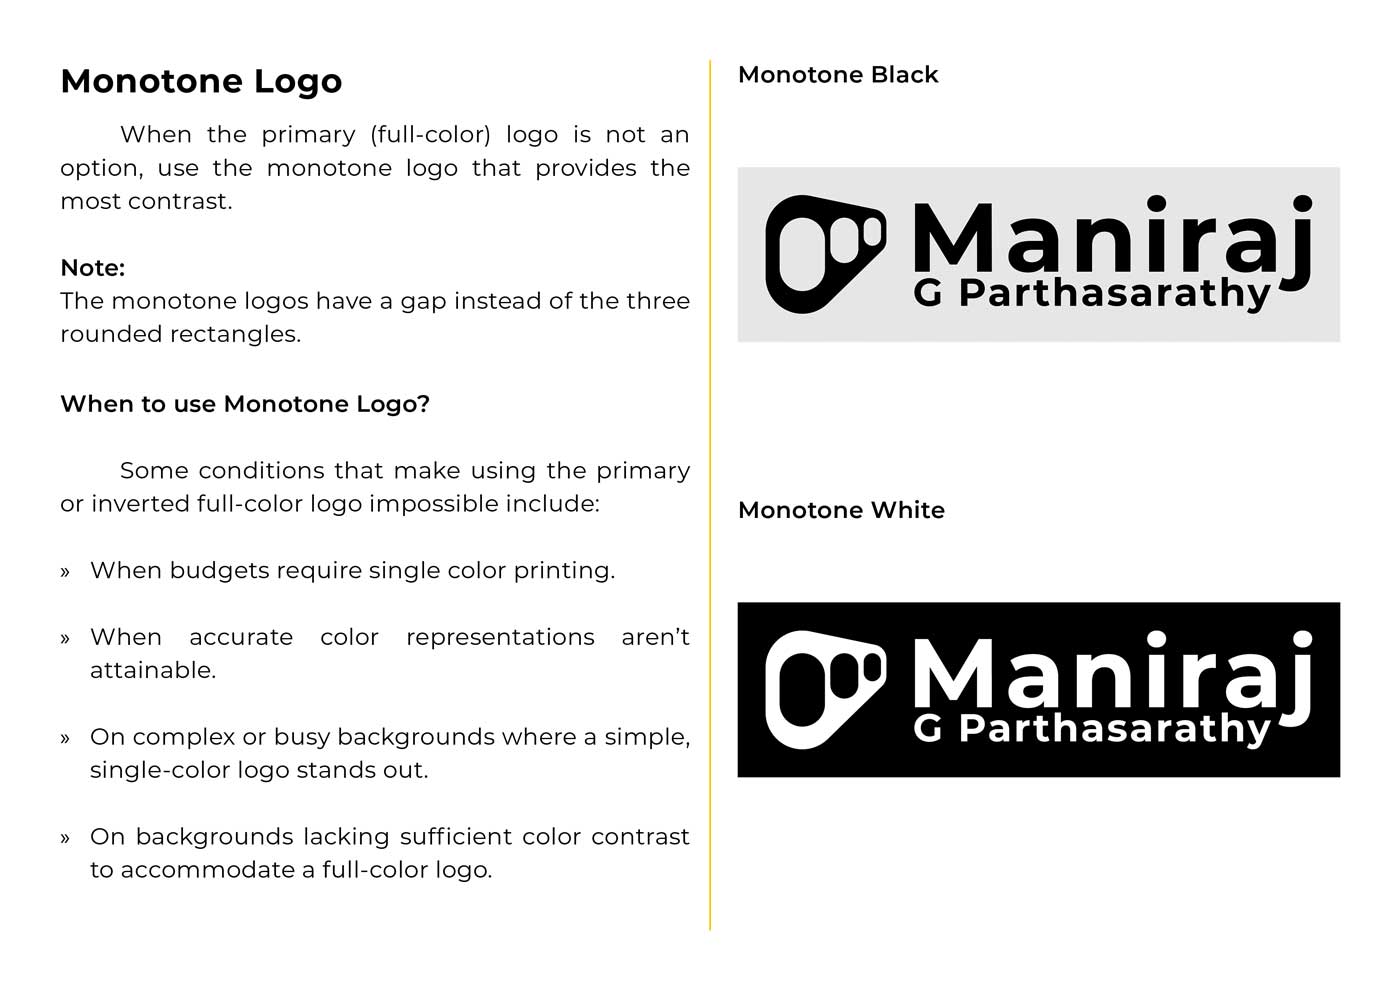 Monotone Logo
When the primary (full-color) logo is not an
option, use the monotone logo that provides the
most contrast.
Note:
The monotone logos have a gap instead of the three
rounded rectangles.
When to use Monotone Logo?
Some conditions that make using the primary
or inverted full-color logo impossible include:
» When budgets require single color printing.
» When accurate color representations aren’t
attainable.
» On complex or busy backgrounds where a simple,
single-color logo stands out.
» On backgrounds lacking sufficient color contrast
to accommodate a full-color logo.
Monotone Black
Maniraj
G Parthasarathy
Monotone White
Maniraj
G Parthasarathy